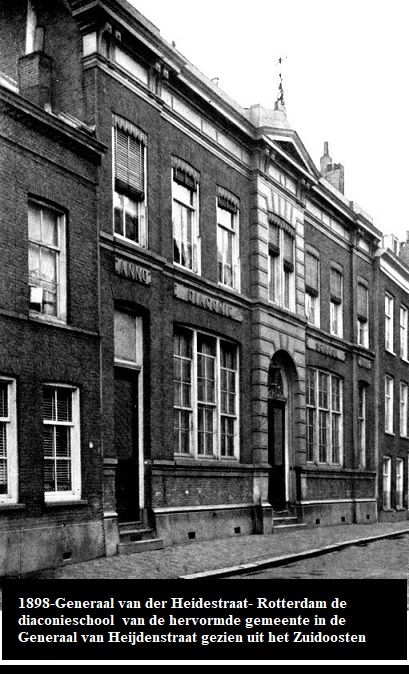 ANNO
DIACONIE
1898-Generaal van der Heidestraat- Rotterdam de
diaconieschool van de hervormde gemeente in de
Generaal van Heijdenstraat gezien uit het Zuidoosten